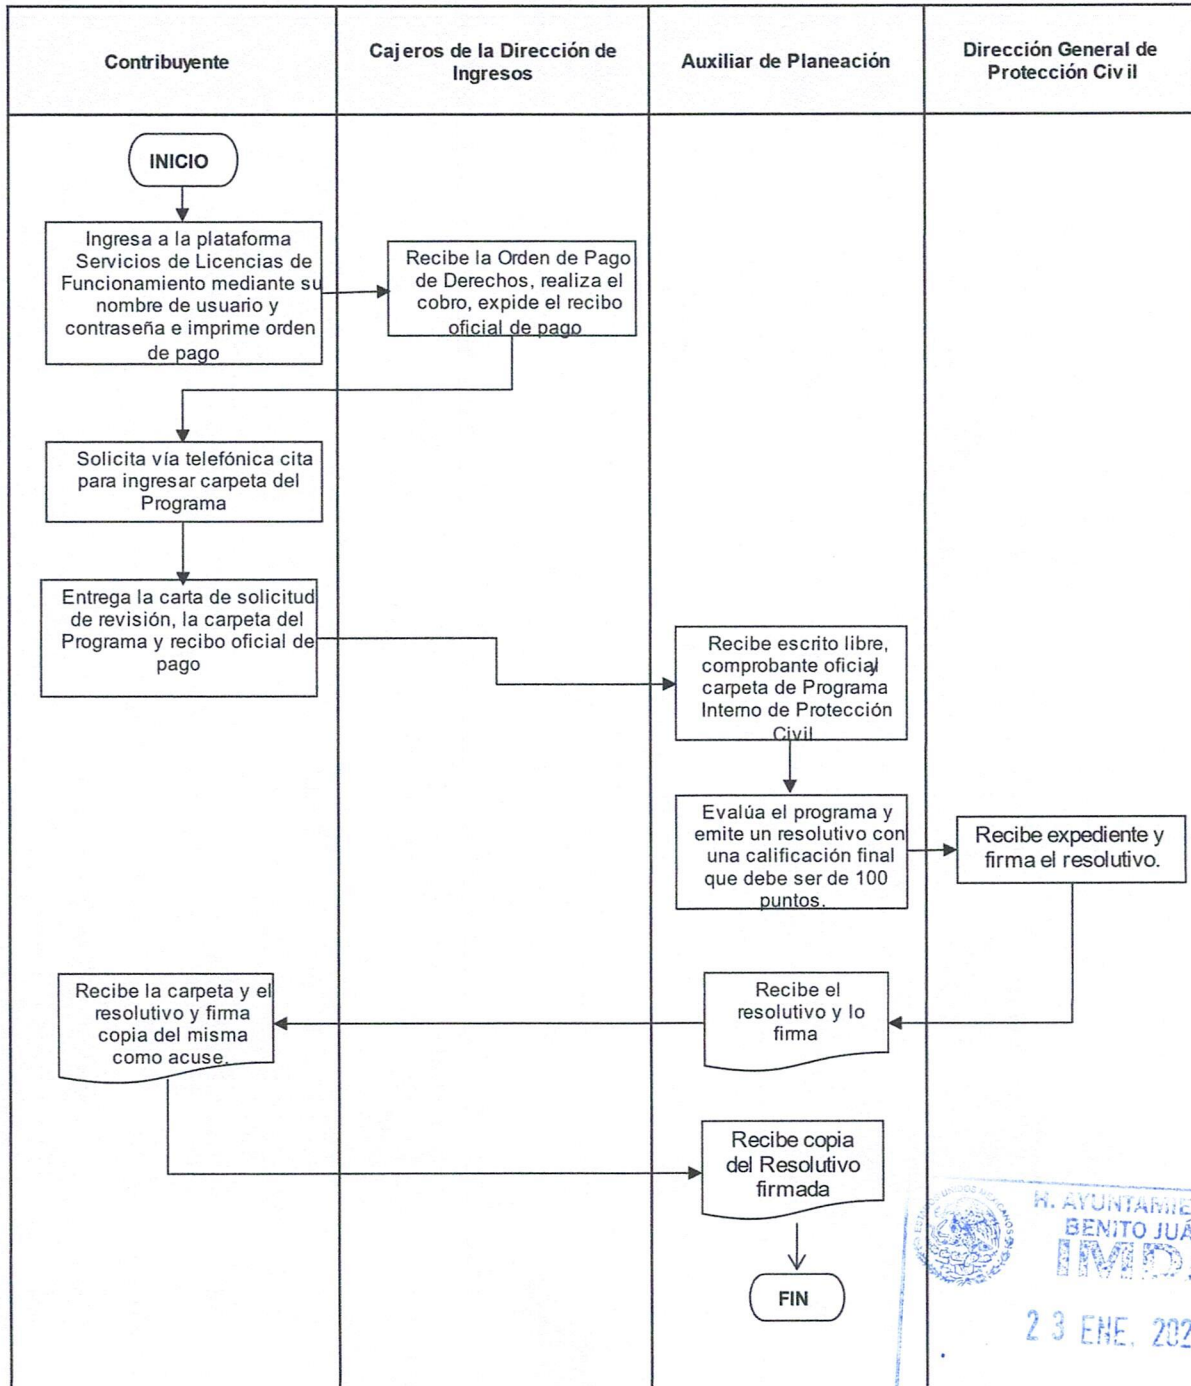 Contribuyente
Cajeros de la Dirección de
Ingresos
Auxiliar de Planeación
Dirección General de
Protección Civil
INICIO
Ingresa a la plataforma
Servicios de Licencias de
Funcionamiento mediante su
nombre de usuario y
contraseña e imprime orden
de pago
Recibe la Orden de Pago
de Derechos, realiza el
cobro, expide el recibo
oficial de pago
Solicita vía telefónica cita
para ingresar carpeta del
Programa
Entrega la carta de solicitud
de revisión, la carpeta del
Programa y recibo oficial de
pago
Recibe escrito libre,
comprobante oficial y
carpeta de Programa
Interno de Protección
Civil
Evalúa el programa y
emite un resolutivo con
una calificación final
que debe ser de 100
puntos.
Recibe expediente y
firma el resolutivo.
Recibe el
resolutivo y lo
firma
Recibe la carpeta y el
resolutivo y firma
copia del misma
como acuse.
Recibe copia
del Resolutivo
firmada
FIN
H. AYUNTAMIE
BENITO JUÁ
IMD
23 ENE. 202